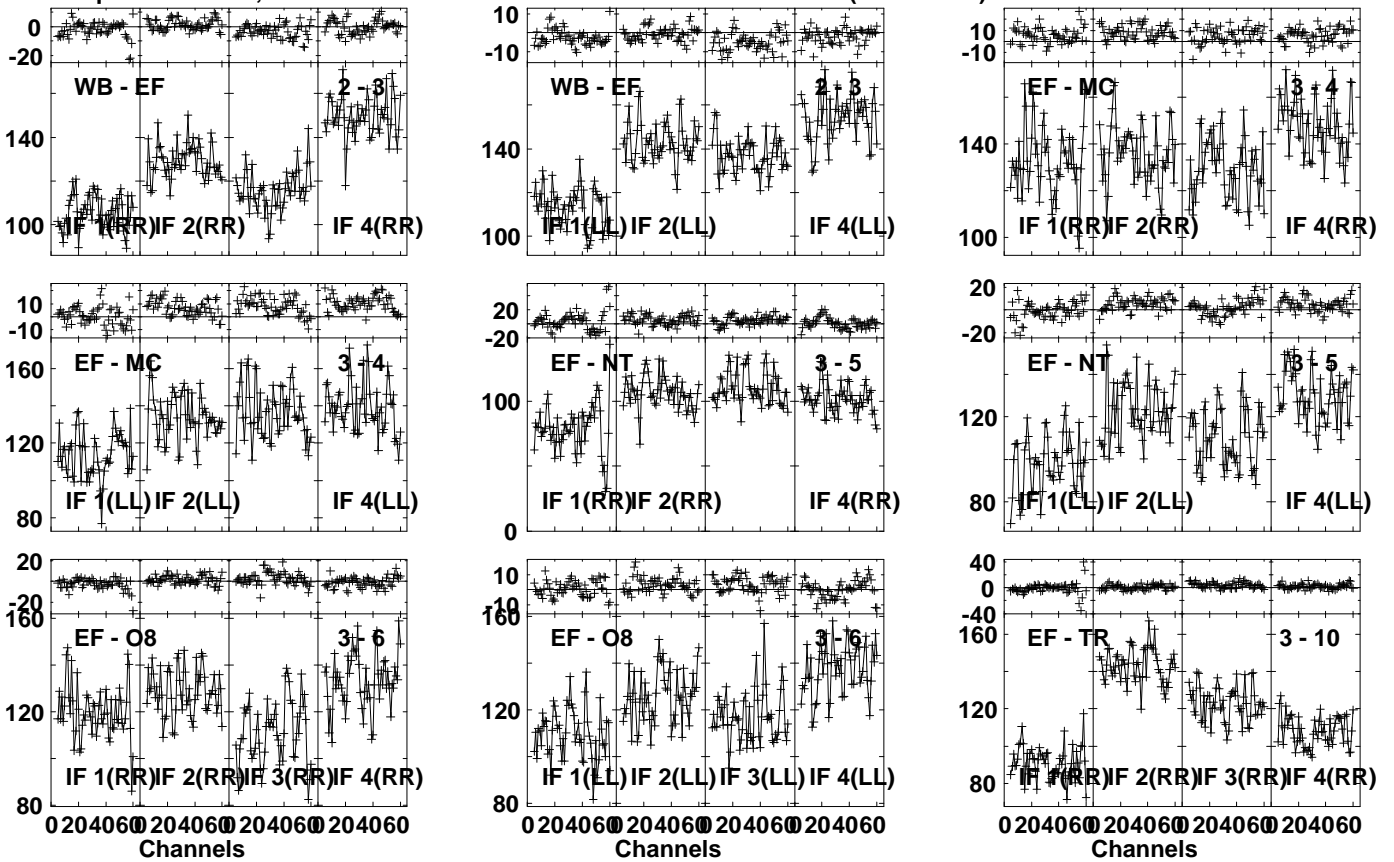 0
-20
WB - EF
2 - 3
140
100
IF 1(RR)
IF 2(RR)
IF 4(RR)
10
-10
WB - EF
2 - 3
140
100
IF 1(LL)
IF 2(LL)
IF 4(LL)
10
-10
EF - MC
3 - 4
140
100
IF 1(RR)
IF 2(RR)
IF 4(RR)
10
-10
EF - MC
3 - 4
160
120
80
IF 1(LL)
IF 2(LL)
IF 4(LL)
20
-20
EF - NT
3 - 5
100
0
IF 1(RR)
IF 2(RR)
IF 4(RR)
20
-20
EF - NT
3 - 5
120
80
IF 1(LL)
IF 2(LL)
IF 4(LL)
20
-20
160
EF - O8
3 - 6
120
80
IF 1(RR)
IF 2(RR)
IF 3(RR)
IF 4(RR)
0 20 40 60 0 20 40 60 0 20 40 60 0 20 40 60
Channels
10
-10
160
EF - O8
3 - 6
120
80
IF 1(LL)
IF 2(LL)
IF 3(LL)
IF 4(LL)
0 20 40 60 0 20 40 60 0 20 40 60 0 20 40 60
Channels
40
0
-40
160
EF - TR
3 - 10
120
80
IF 1(RR)
IF 2(RR)
IF 3(RR)
IF 4(RR)
0 20 40 60 0 20 40 60 0 20 40 60 0 20 40 60
Channels